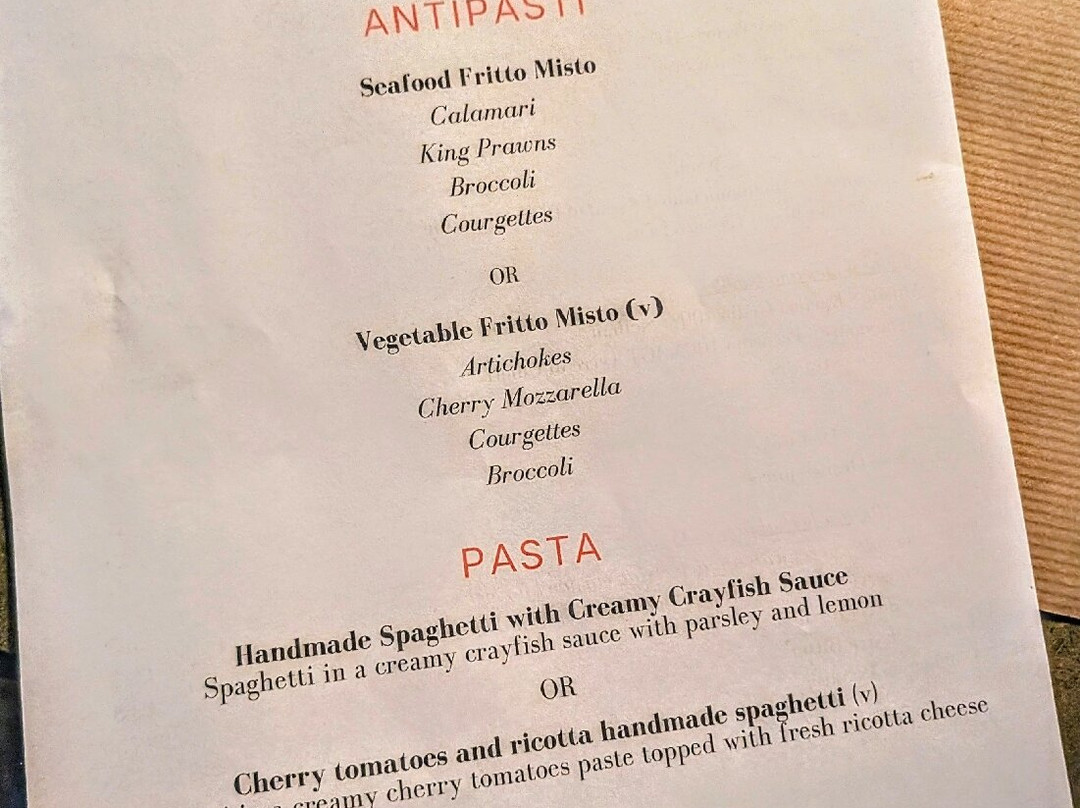 ANTIPASTI
Seafood Fritto Misto
Calamari
King Prawns
Broccoli
Courgettes
OR
Vegetable Fritto Misto (v)
Artichokes
Cherry Mozzarella
Courgettes
Broccoli
PASTA
Handmade Spaghetti with Creamy Crayfish Sauce
Spaghetti in a creamy crayfish sauce with parsley and lemon
OR
Cherry tomatoes and ricotta handmade spaghetti (v)
creamy cherry tomatoes paste topped with fresh ricotta cheese